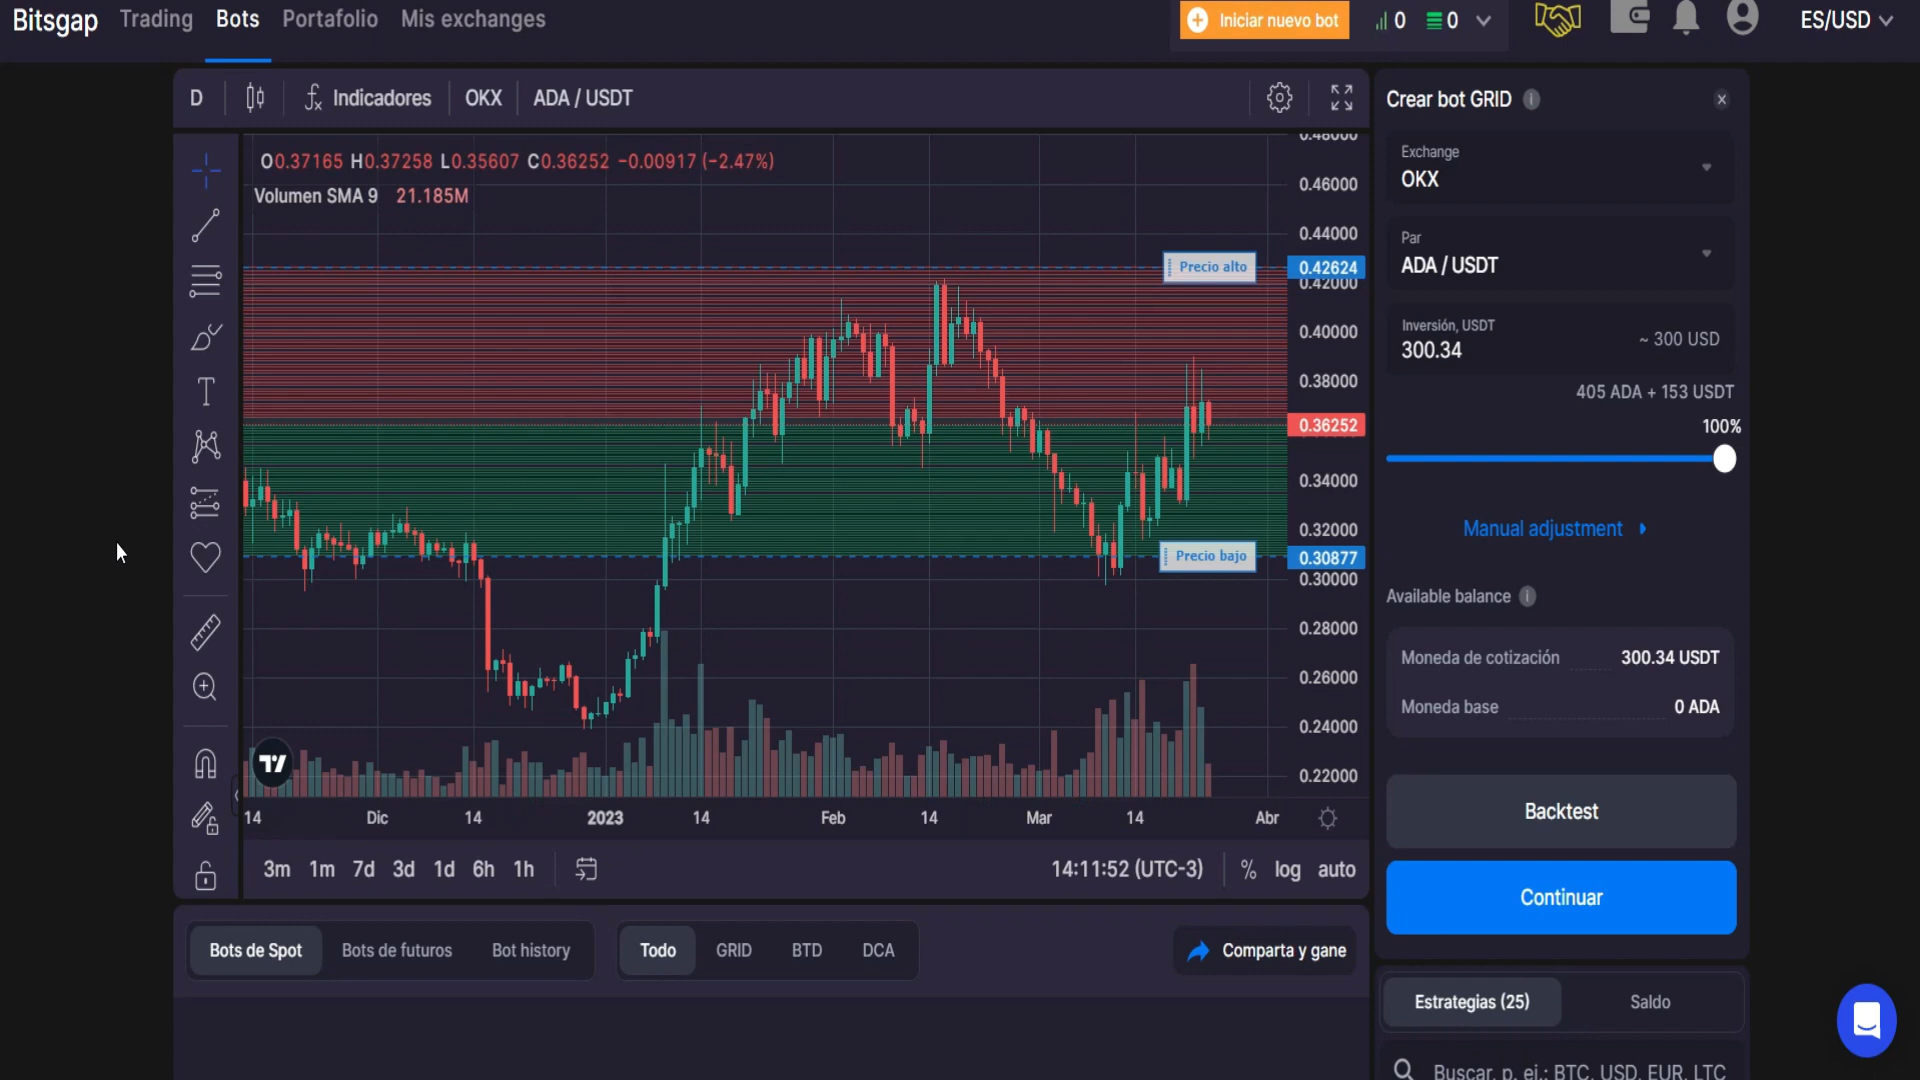 Bitsgap Trading Bots Portafolio Mis exchanges
Iniciar nuevo bot 0 0 ES/USD
D Indicadores OKX ADA / USDT
O0.37165 H0.37258 L0.35607 C0.36252 −0.00917 (−2.47%)
Volumen SMA 9 21.185M
Precio alto
Precio bajo
0.48000
0.46000
0.44000
0.42624
0.42000
0.40000
0.38000
0.36252
0.34000
0.32000
0.30877
0.30000
0.28000
0.26000
0.24000
0.22000
14 Dic 14 2023 14 Feb 14 Mar 14 Abr
3m 1m 7d 3d 1d 6h 1h 14:11:52 (UTC-3) % log auto
Bots de Spot Bots de futuros Bot history Todo GRID BTD DCA Comparta y gane
Crear bot GRID
Exchange
OKX
Par
ADA / USDT
Inversión, USDT
300.34 ~ 300 USD
405 ADA + 153 USDT
100%
Manual adjustment
Available balance
Moneda de cotización 300.34 USDT
Moneda base 0 ADA
Backtest
Continuar
Estrategias (25) Saldo
Buscar, p. ej.: BTC, USD, EUR, LTC